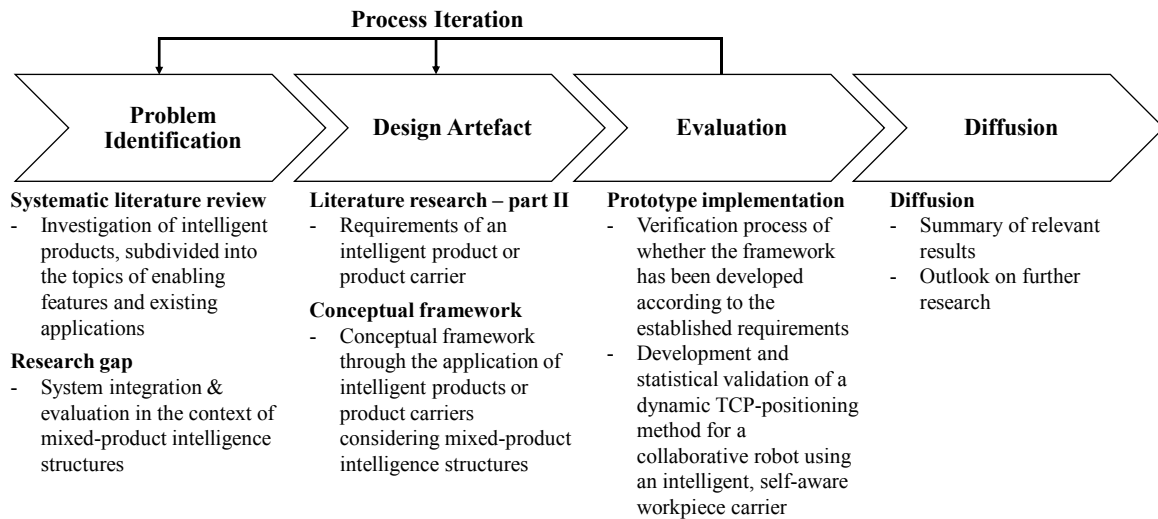 Process Iteration
Problem
Identification
Design Artefact
Evaluation
Diffusion
Systematic literature review
- Investigation of intelligent
products, subdivided into
the topics of enabling
features and existing
applications
Research gap
- System integration &
evaluation in the context of
mixed-product intelligence
structures
Literature research – part II
- Requirements of an
intelligent product or
product carrier
Conceptual framework
- Conceptual framework
through the application of
intelligent products or
product carriers
considering mixed-product
intelligence structures
Prototype implementation
- Verification process of
whether the framework
has been developed
according to the
established requirements
- Development and
statistical validation of a
dynamic TCP-positioning
method for a
collaborative robot using
an intelligent, self-aware
workpiece carrier
Diffusion
- Summary of relevant
results
- Outlook on further
research